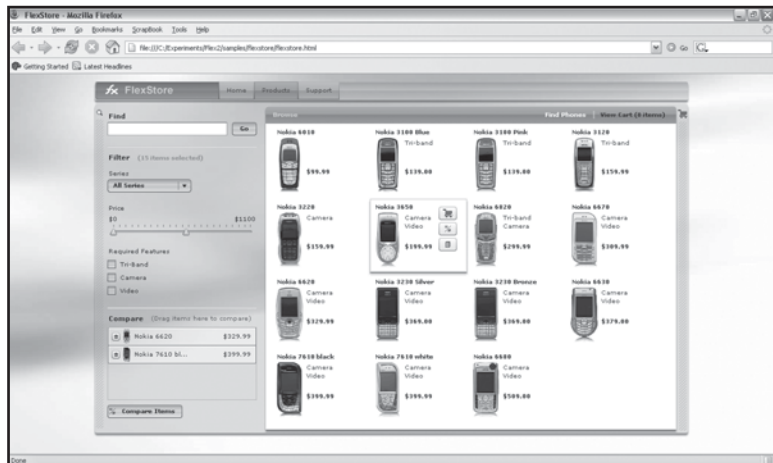 FlexStore - Mozilla Firefox
File Edit View Go Bookmarks ScrapBook Tools Help
file:///C:/Experiments/Flex2/samples/flexstore/flexstore.html Go
Getting Started Latest Headlines
fx FlexStore Home Products Support
Find
Go
Filter (15 items selected)
Series
All Series
Price
$0 $1100
Required Features
Tri-Band
Camera
Video
Compare (Drag items here to compare)
Nokia 6620 $329.99
Nokia 7610 bl... $399.99
Compare Items
Browse Find Phones View Cart (0 items)
Nokia 6010
$99.99
Nokia 3100 Blue
Tri-band
$139.00
Nokia 3100 Pink
Tri-band
$139.00
Nokia 3120
Tri-band
$159.99
Nokia 3220
Camera
$159.99
Nokia 3650
Camera
Video
$199.99
Nokia 6820
Tri-band
Camera
$299.99
Nokia 6670
Camera
Video
$309.99
Nokia 6620
Camera
Video
$329.99
Nokia 3230 Silver
Camera
Video
$369.00
Nokia 3230 Bronze
Camera
Video
$369.00
Nokia 6630
Camera
Video
$379.00
Nokia 7610 black
Camera
Video
$399.99
Nokia 7610 white
Camera
Video
$399.99
Nokia 6680
Camera
Video
$509.00
Done